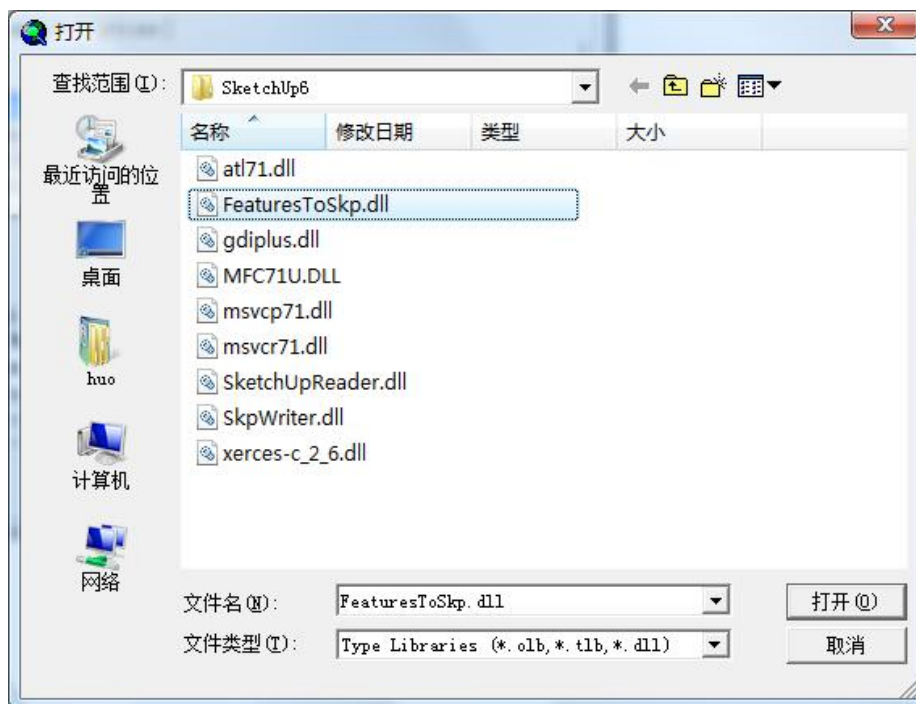 打开
查找范围(I):
SketchUp6
名称 修改日期 类型 大小
最近访问的位置
桌面
huo
计算机
网络
atl71.dll
FeaturesToSkp.dll
gdiplus.dll
MFC71U.DLL
msvcp71.dll
msvcr71.dll
SketchUpReader.dll
SkpWriter.dll
xerces-c_2_6.dll
文件名(N): FeaturesToSkp.dll 打开(O)
文件类型(T): Type Libraries (*.olb,*.tlb,*.dll) 取消